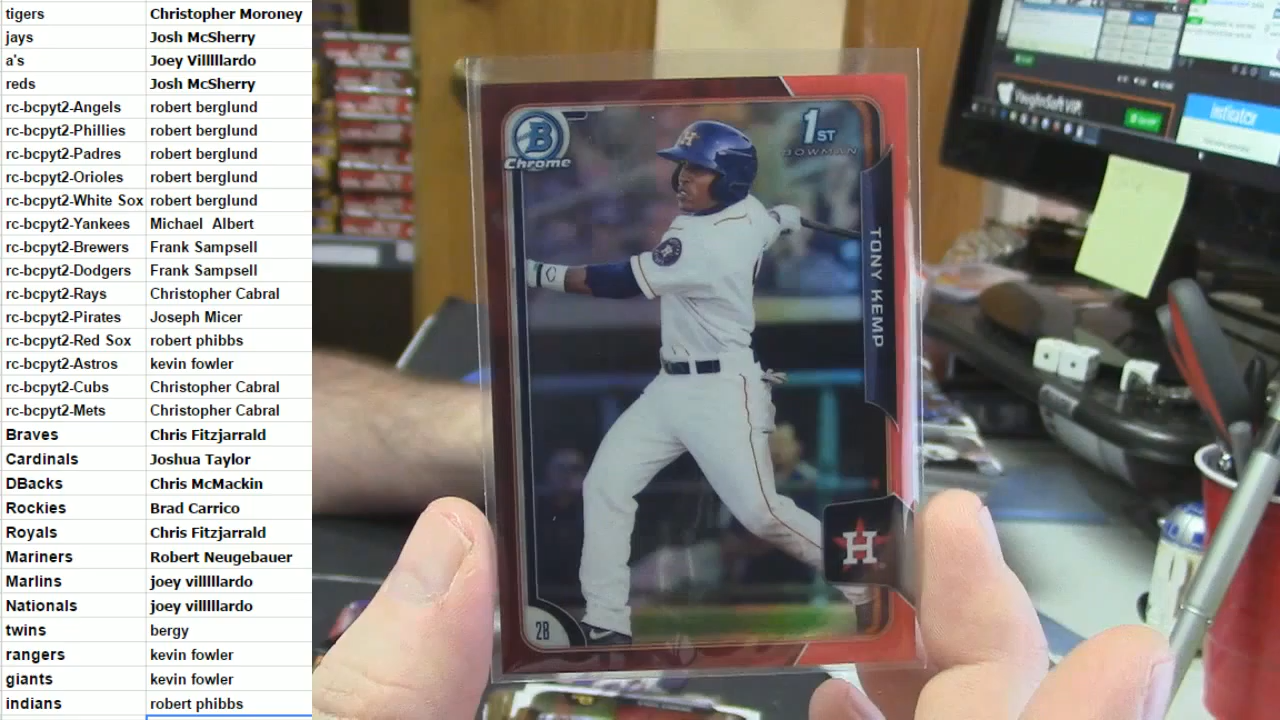 tigers Christopher Moroney
jays Josh McSherry
a's Joey Villlllardo
reds Josh McSherry
rc-bcpyt2-Angels robert berglund
rc-bcpyt2-Phillies robert berglund
rc-bcpyt2-Padres robert berglund
rc-bcpyt2-Orioles robert berglund
rc-bcpyt2-White Sox robert berglund
rc-bcpyt2-Yankees Michael Albert
rc-bcpyt2-Brewers Frank Sampsell
rc-bcpyt2-Dodgers Frank Sampsell
rc-bcpyt2-Rays Christopher Cabral
rc-bcpyt2-Pirates Joseph Micer
rc-bcpyt2-Red Sox robert phibbs
rc-bcpyt2-Astros kevin fowler
rc-bcpyt2-Cubs Christopher Cabral
rc-bcpyt2-Mets Christopher Cabral
Braves Chris Fitzjarrald
Cardinals Joshua Taylor
DBacks Chris McMackin
Rockies Brad Carrico
Royals Chris Fitzjarrald
Mariners Robert Neugebauer
Marlins joey villlllardo
Nationals joey villlllardo
twins bergy
rangers kevin fowler
giants kevin fowler
indians robert phibbs
B
Chrome
1ST
BOWMAN
H
TONY KEMP
H
28
VaughnSoft VIP